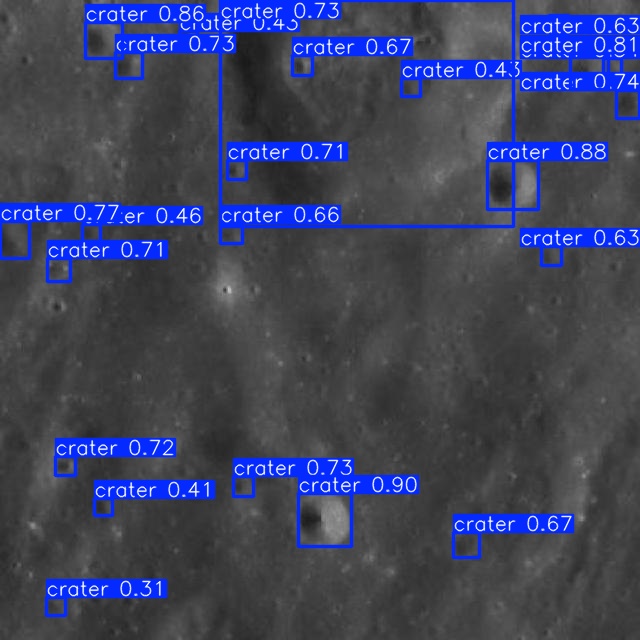 crater 0.86
crater 0.73
crater 0.43
crater 0.63
crater 0.73
crater 0.67
crater 0.81
crater 0.43
crater 0.74
crater 0.71
crater 0.88
crater 0.77
er 0.46
crater 0.66
crater 0.71
crater 0.63
crater 0.72
crater 0.73
crater 0.41
crater 0.90
crater 0.67
crater 0.31